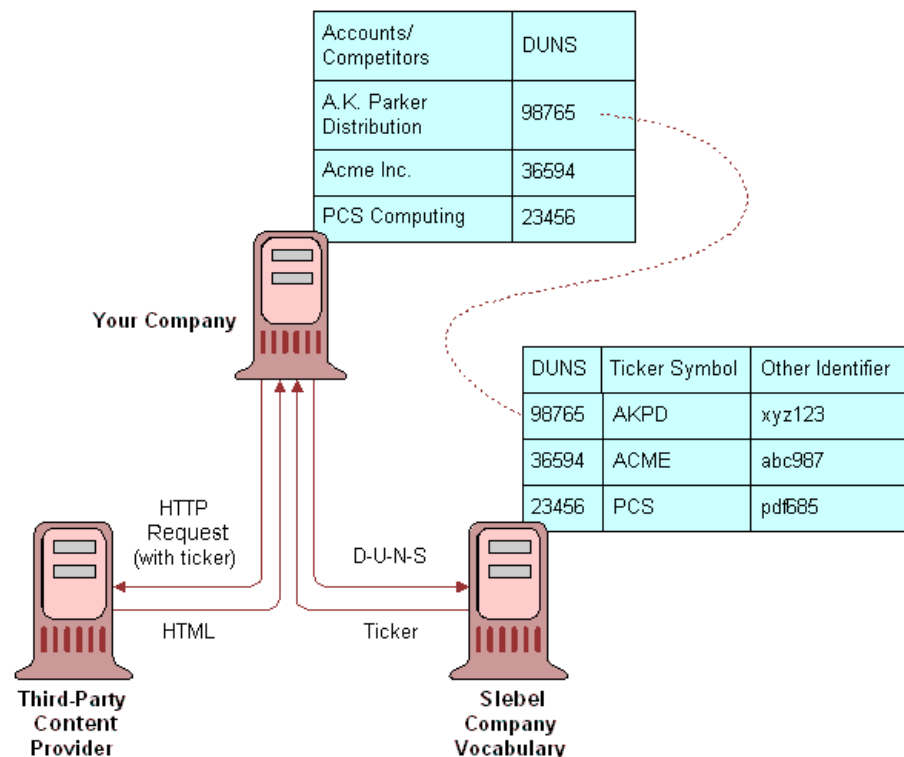 Accounts/
Competitors
DUNS
A.K. Parker
Distribution
98765
Acme Inc.
36594
PCS Computing
23456
Your Company
DUNS
Ticker Symbol
Other Identifier
98765
AKPD
xyz123
36594
ACME
abc987
23456
PCS
pdf685
HTTP
Request
(with ticker)
D-U-N-S
HTML
Ticker
Third-Party
Content
Provider
Slebel
Company
Vocabulary